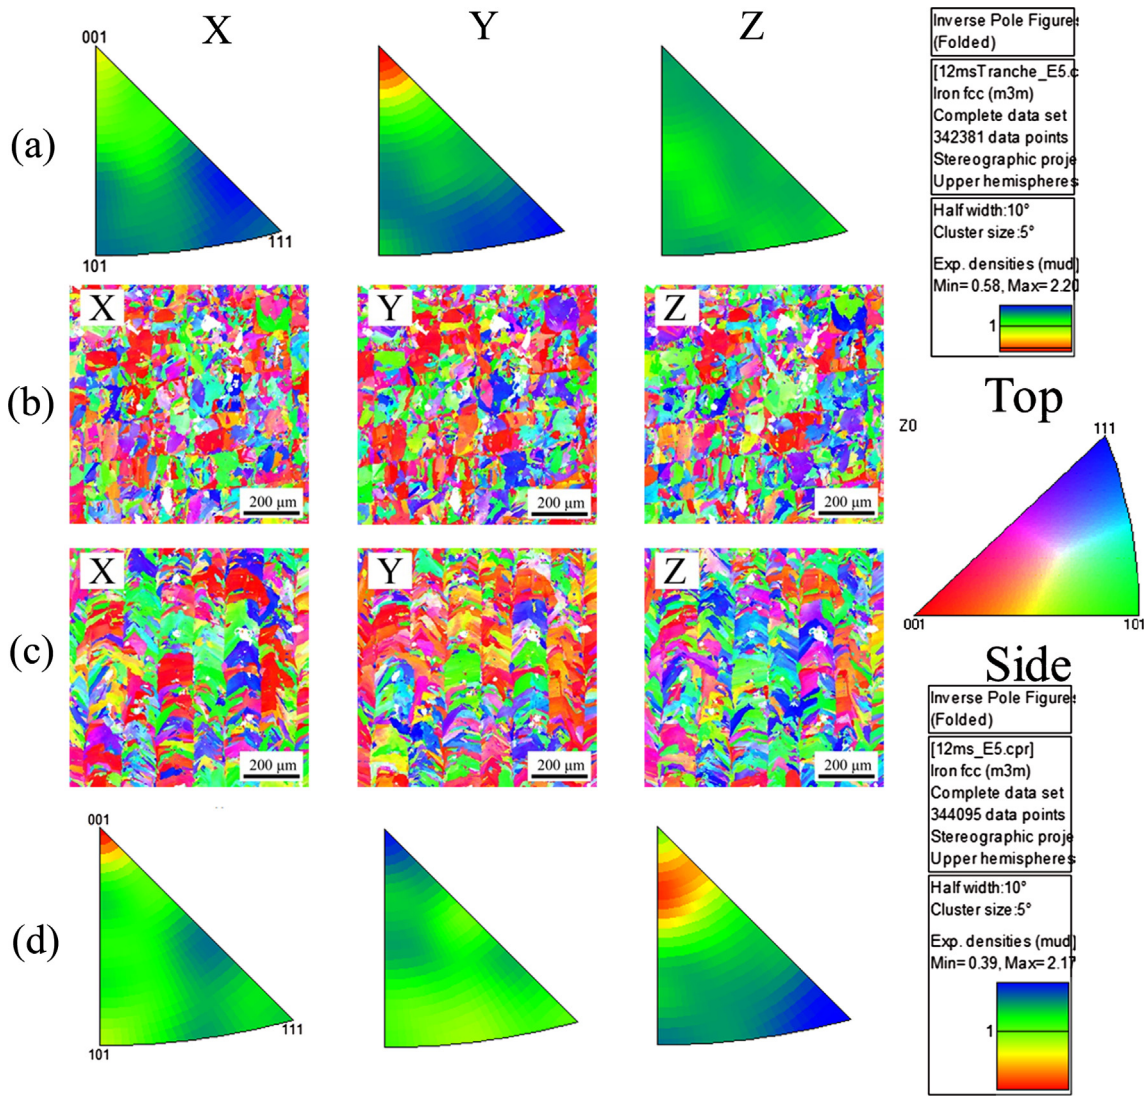 X Y Z
(a)
001
101
111
Inverse Pole Figures
(Folded)
[12msTranche_E5.c
Iron fcc (m3m)
Complete data set
342381 data points
Stereographic proje
Upper hemispheres
Half width:10°
Cluster size:5°
Exp. densities (mud)
Min= 0.58, Max= 2.20
1
(b)
X Y Z
200 µm 200 µm 200 µm
Top
Z0
111
001
101
(c)
X Y Z
200 µm 200 µm 200 µm
Side
Inverse Pole Figures
(Folded)
[12ms_E5.cpr]
Iron fcc (m3m)
Complete data set
344095 data points
Stereographic proje
Upper hemispheres
Half width:10°
Cluster size:5°
Exp. densities (mud)
Min= 0.39, Max= 2.17
1
(d)
001
101
111